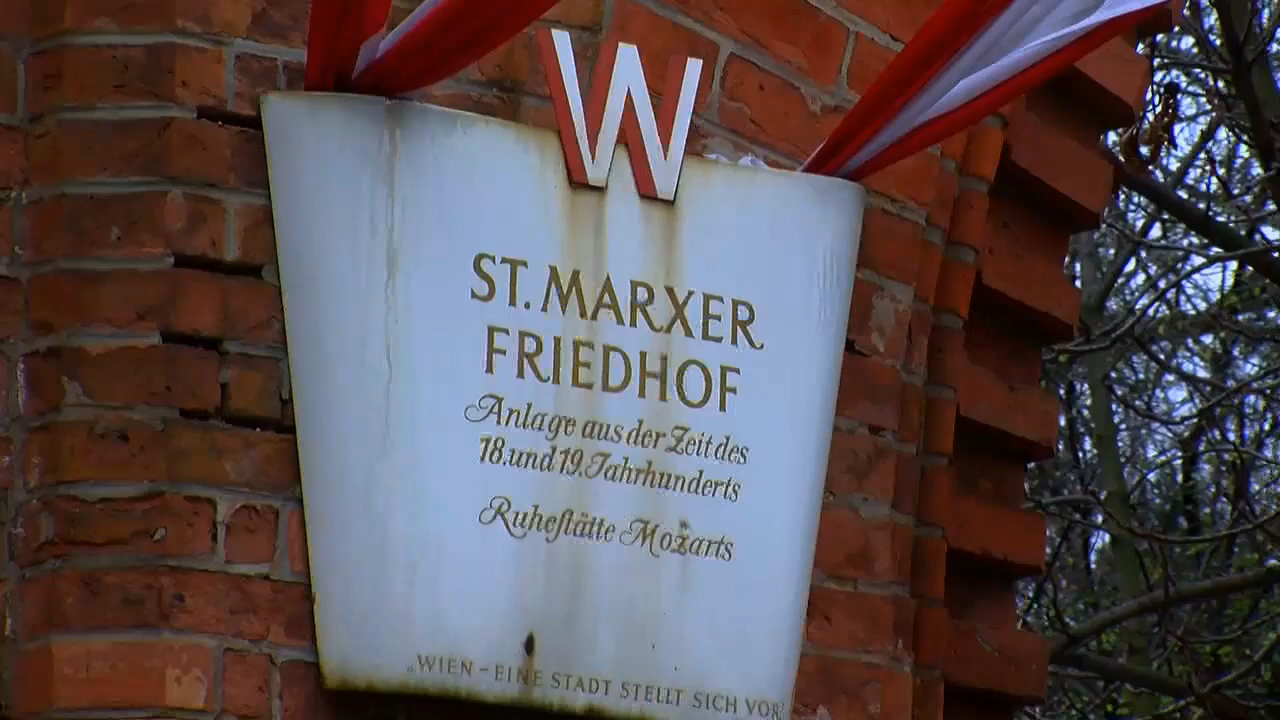 W
ST. MARXER
FRIEDHOF
Anlage aus der Zeit des
18. und 19. Jahrhunderts
Ruhestätte Mozarts
„WIEN – EINE STADT STELLT SICH VOR